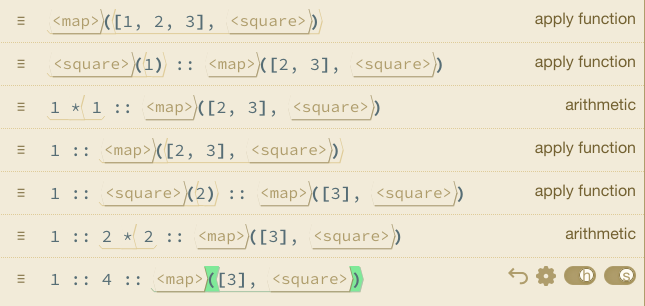 <map>([1, 2, 3], <square>) apply function
<square>(1) :: <map>([2, 3], <square>) apply function
1 * 1 :: <map>([2, 3], <square>) arithmetic
1 :: <map>([2, 3], <square>) apply function
1 :: <square>(2) :: <map>([3], <square>) apply function
1 :: 2 * 2 :: <map>([3], <square>) arithmetic
1 :: 4 :: <map>([3], <square>) h s